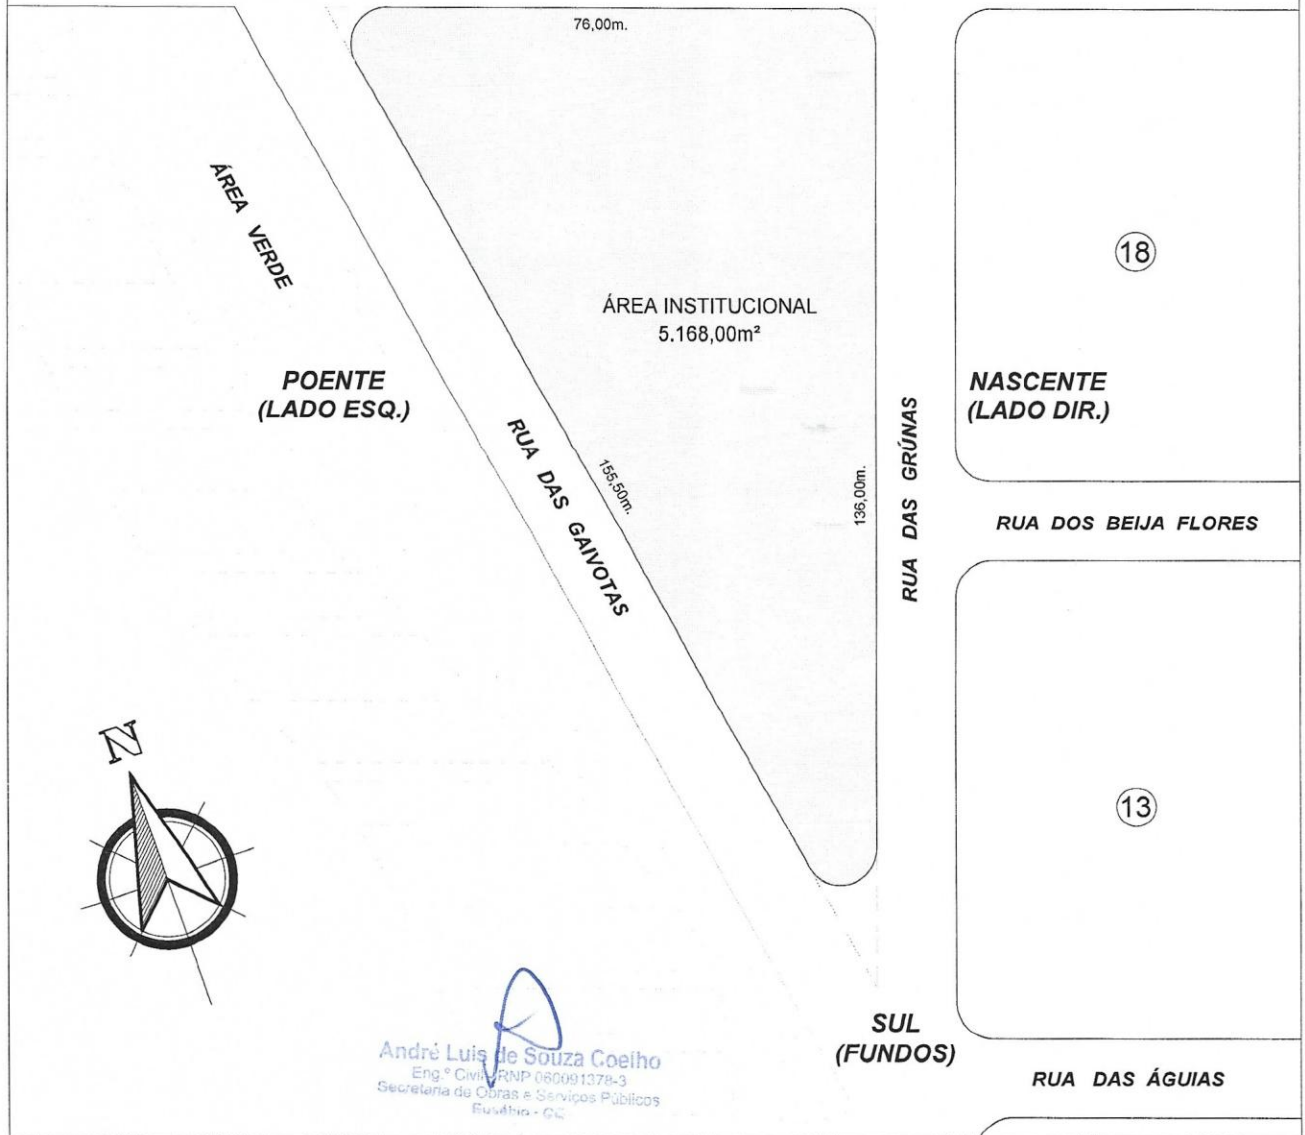 76,00m.
ÁREA VERDE
18
ÁREA INSTITUCIONAL
5.168,00m²
POENTE
(LADO ESQ.)
NASCENTE
(LADO DIR.)
RUA DAS GAIVOTAS
155,50m.
136,00m.
RUA DAS GRÚNAS
RUA DOS BEIJA FLORES
N
13
SUL
(FUNDOS)
RUA DAS ÁGUIAS
André Luis de Souza Coelho
Eng.º Civil RNP 060091378-3
Secretaria de Obras e Serviços Públicos
Eusébio - CE